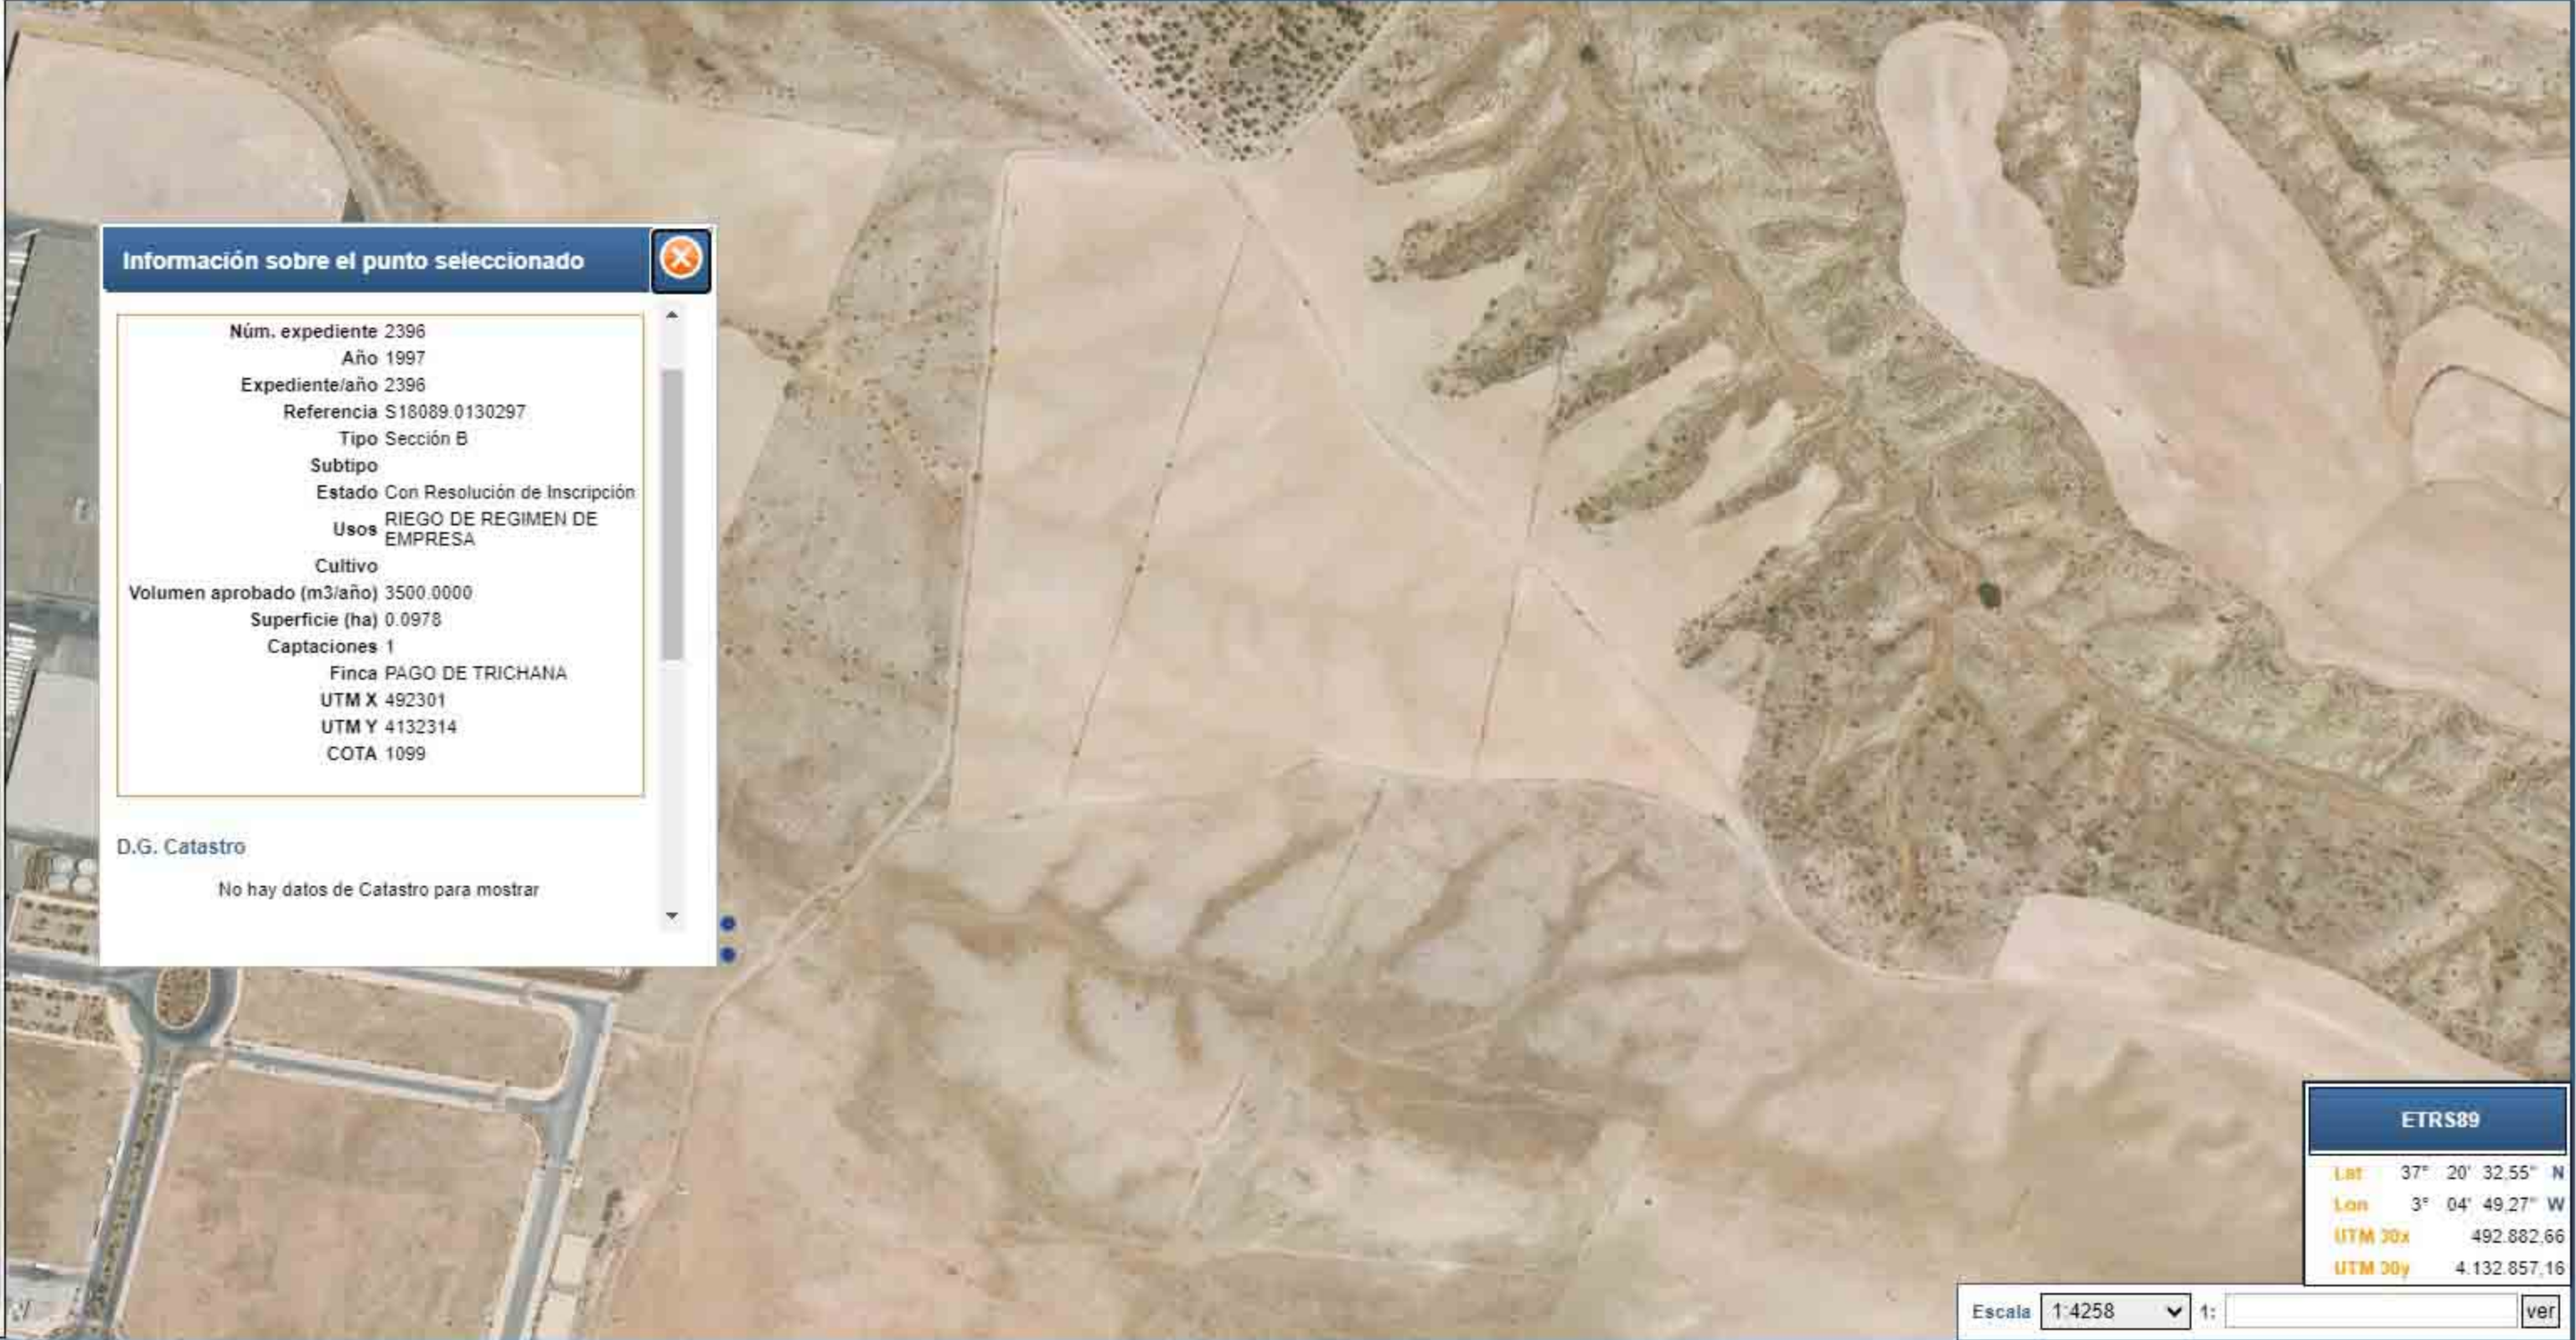 Información sobre el punto seleccionado
Núm. expediente 2396
Año 1997
Expediente/año 2396
Referencia S18089.0130297
Tipo Sección B
Subtipo
Estado Con Resolución de Inscripción
Usos RIEGO DE REGIMEN DE
EMPRESA
Cultivo
Volumen aprobado (m3/año) 3500.0000
Superficie (ha) 0.0978
Captaciones 1
Finca PAGO DE TRICHANA
UTM X 492301
UTM Y 4132314
COTA 1099
D.G. Catastro
No hay datos de Catastro para mostrar
ETRS89
Lat 37° 20' 32,55" N
Lon 3° 04' 49,27" W
UTM 30x 492.882,66
UTM 30y 4.132.857,16
Escala 1:4258 1: ver